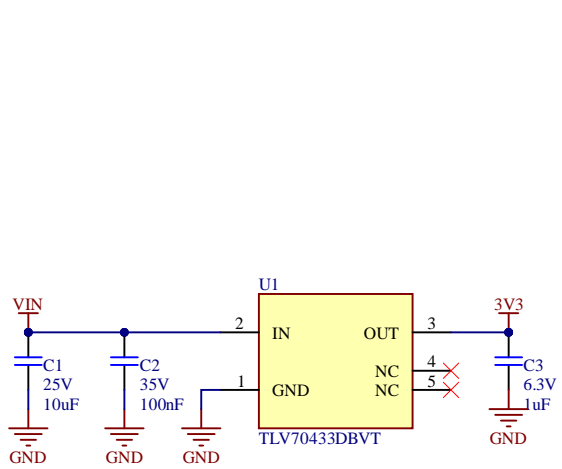 U1
VIN
3V3
2
IN
OUT
3
C1
25V
10uF
C2
35V
100nF
1
GND
NC
4
NC
5
C3
6.3V
1uF
TLV70433DBVT
GND
GND
GND
GND